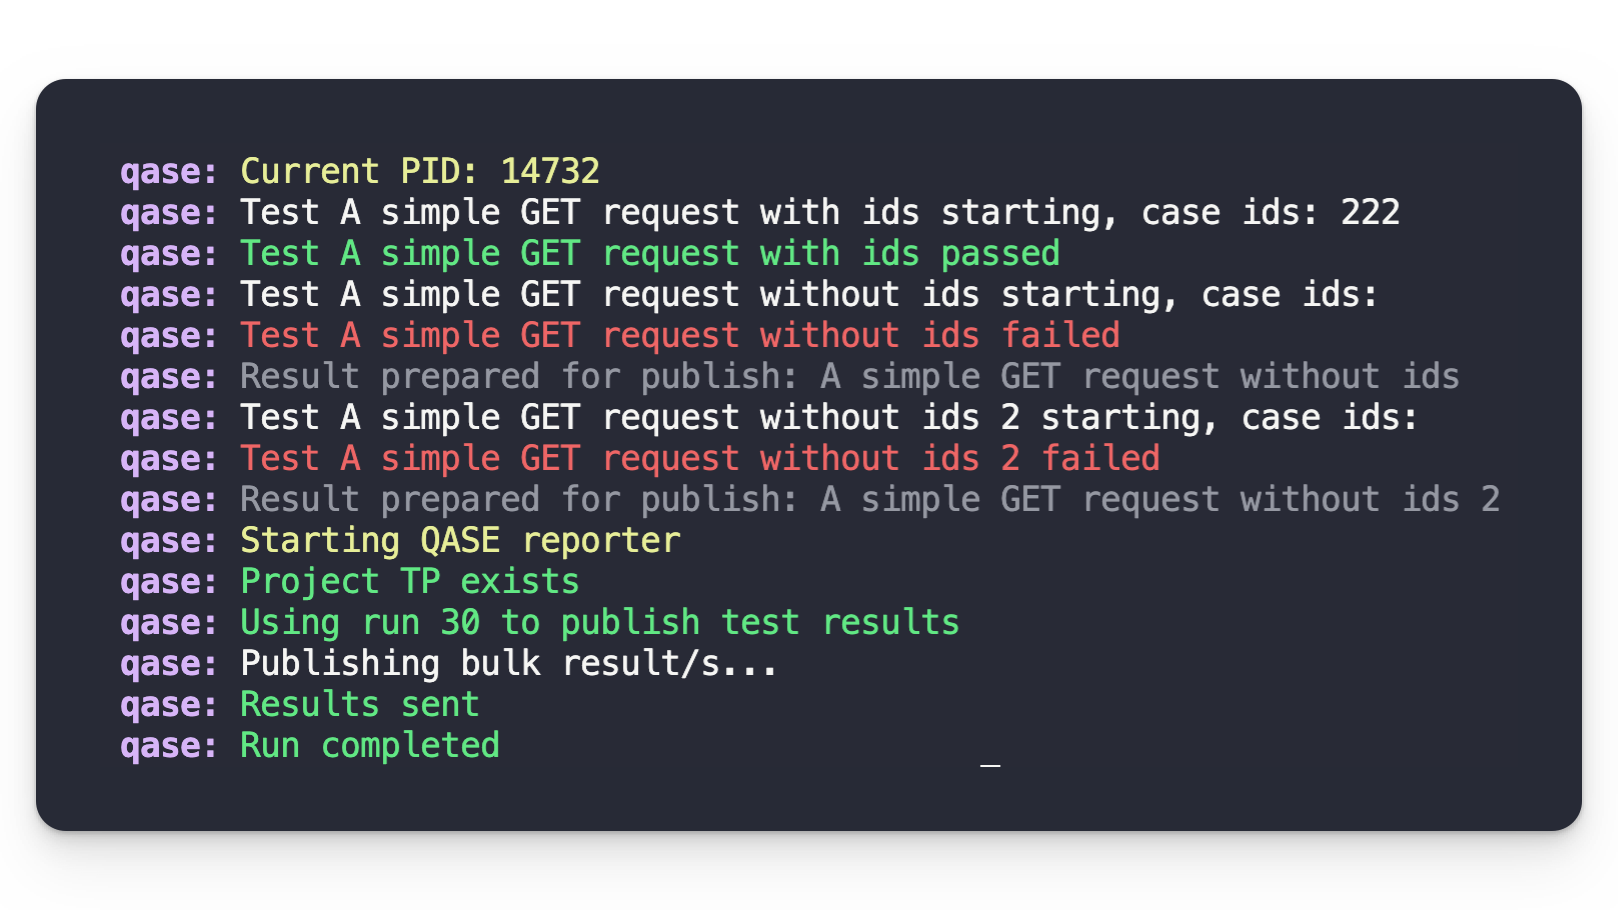 qase: Current PID: 14732
qase: Test A simple GET request with ids starting, case ids: 222
qase: Test A simple GET request with ids passed
qase: Test A simple GET request without ids starting, case ids:
qase: Test A simple GET request without ids failed
qase: Result prepared for publish: A simple GET request without ids
qase: Test A simple GET request without ids 2 starting, case ids:
qase: Test A simple GET request without ids 2 failed
qase: Result prepared for publish: A simple GET request without ids 2
qase: Starting QASE reporter
qase: Project TP exists
qase: Using run 30 to publish test results
qase: Publishing bulk result/s...
qase: Results sent
qase: Run completed _